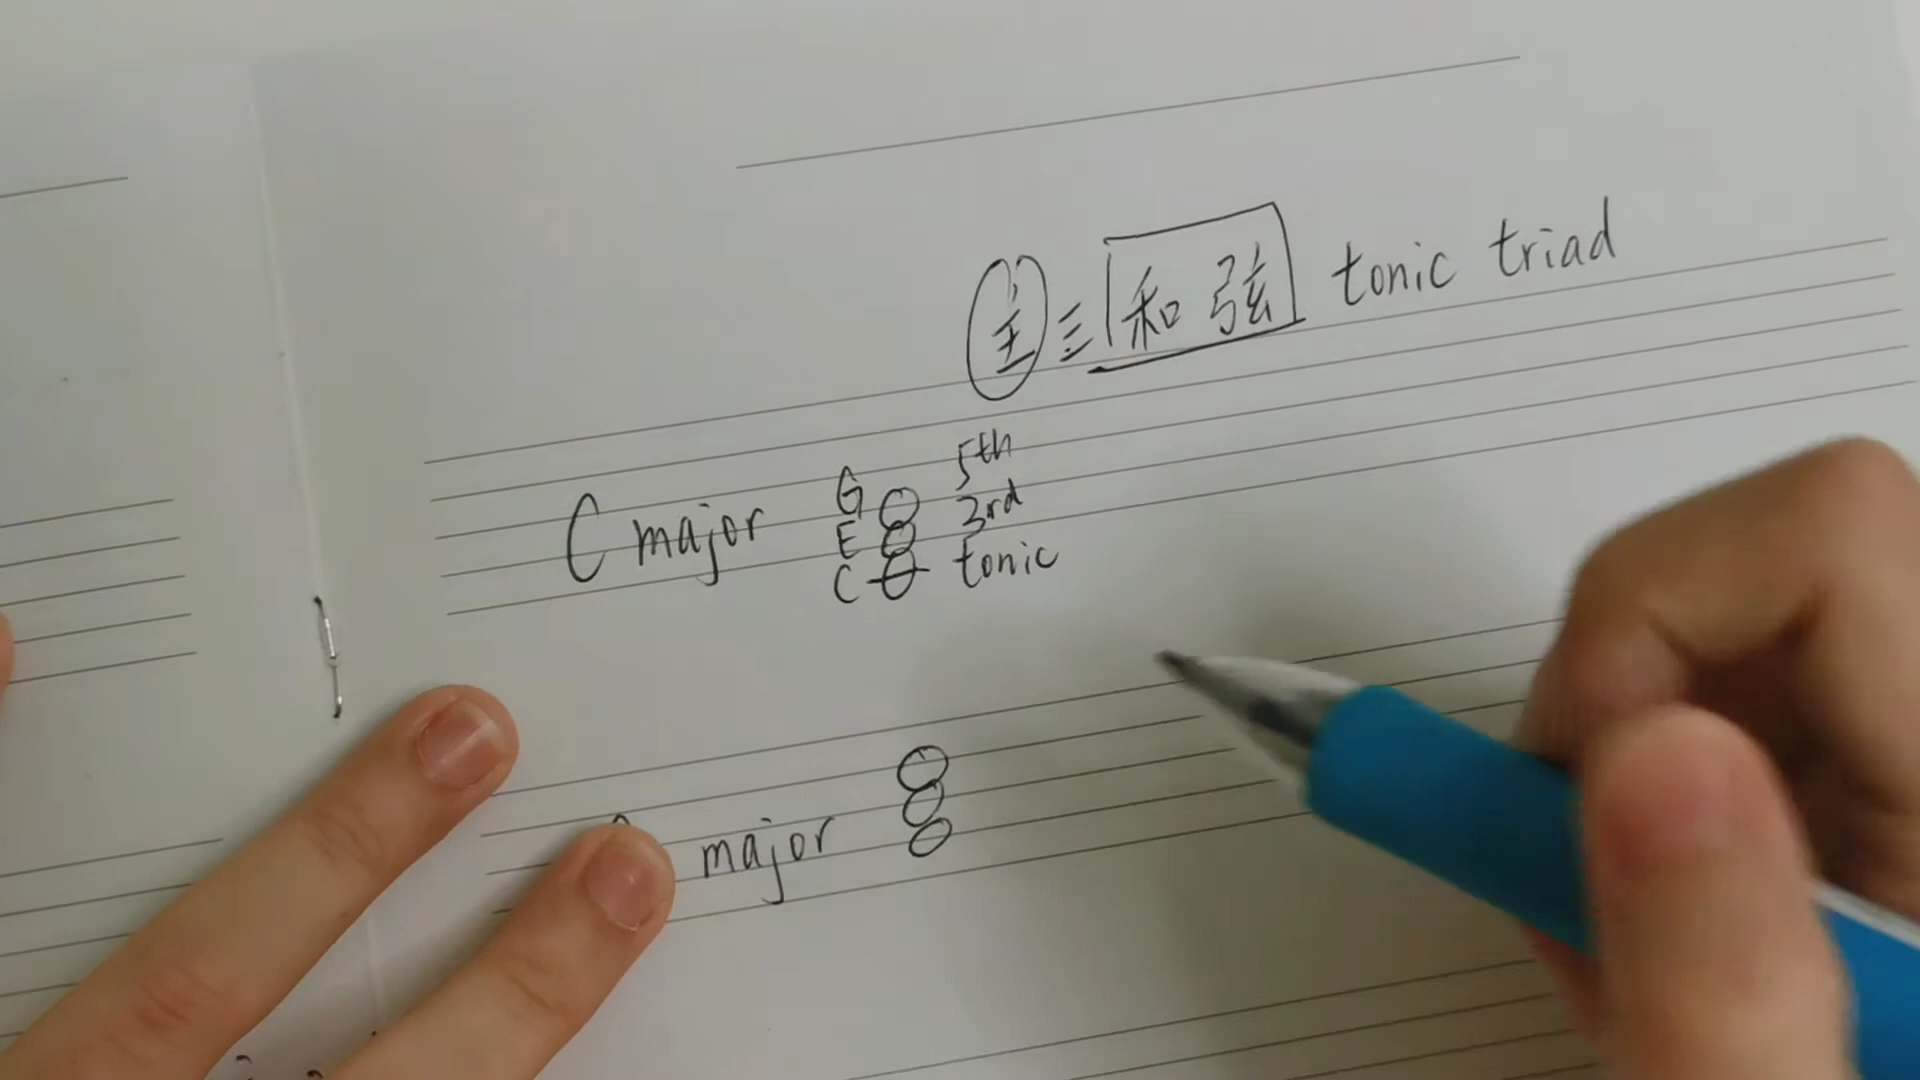 主三和弦 tonic triad
G 5th
C major E 3rd
C tonic
major